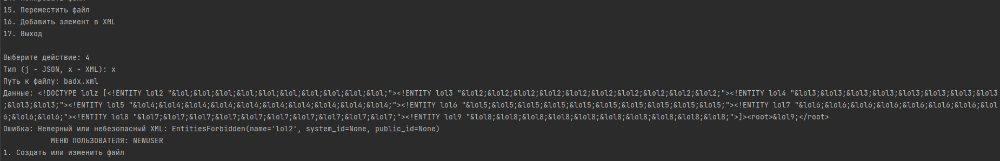 15. Переместить файл
16. Добавить элемент в XML
17. Выход
Выберите действие: 4
Тип (j - JSON, x - XML): x
Путь к файлу: badx.xml
Данные: <!DOCTYPE lolz [<!ENTITY lol2 "&lol;&lol;&lol;&lol;&lol;&lol;&lol;&lol;&lol;&lol;"><!ENTITY lol3 "&lol2;&lol2;&lol2;&lol2;&lol2;&lol2;&lol2;&lol2;&lol2;&lol2;"><!ENTITY lol4 "&lol3;&lol3;&lol3;&lol3;&lol3;&lol3;&lol3;&lol3
;&lol3;&lol3;"><!ENTITY lol5 "&lol4;&lol4;&lol4;&lol4;&lol4;&lol4;&lol4;&lol4;&lol4;&lol4;"><!ENTITY lol6 "&lol5;&lol5;&lol5;&lol5;&lol5;&lol5;&lol5;&lol5;&lol5;&lol5;"><!ENTITY lol7 "&lol6;&lol6;&lol6;&lol6;&lol6;&lol6;&lol6;&lol
6;&lol6;&lol6;"><!ENTITY lol8 "&lol7;&lol7;&lol7;&lol7;&lol7;&lol7;&lol7;&lol7;&lol7;&lol7;"><!ENTITY lol9 "&lol8;&lol8;&lol8;&lol8;&lol8;&lol8;&lol8;&lol8;&lol8;&lol8;">]><root>&lol9;</root>
Ошибка: Неверный или небезопасный XML: EntitiesForbidden(name='lol2', system_id=None, public_id=None)
МЕНЮ ПОЛЬЗОВАТЕЛЯ: NEWUSER
1. Создать или изменить файл